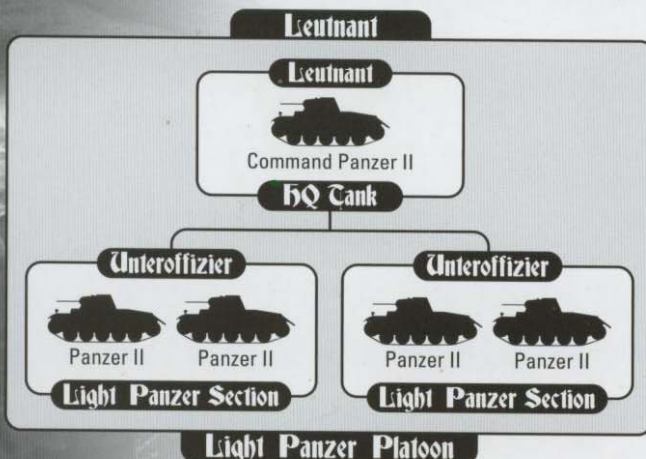 Leutnant
Leutnant
Command Panzer II
HQ Tank
Unteroffizier
Unteroffizier
Panzer II Panzer II
Panzer II Panzer II
Light Panzer Section
Light Panzer Section
Light Panzer Platoon